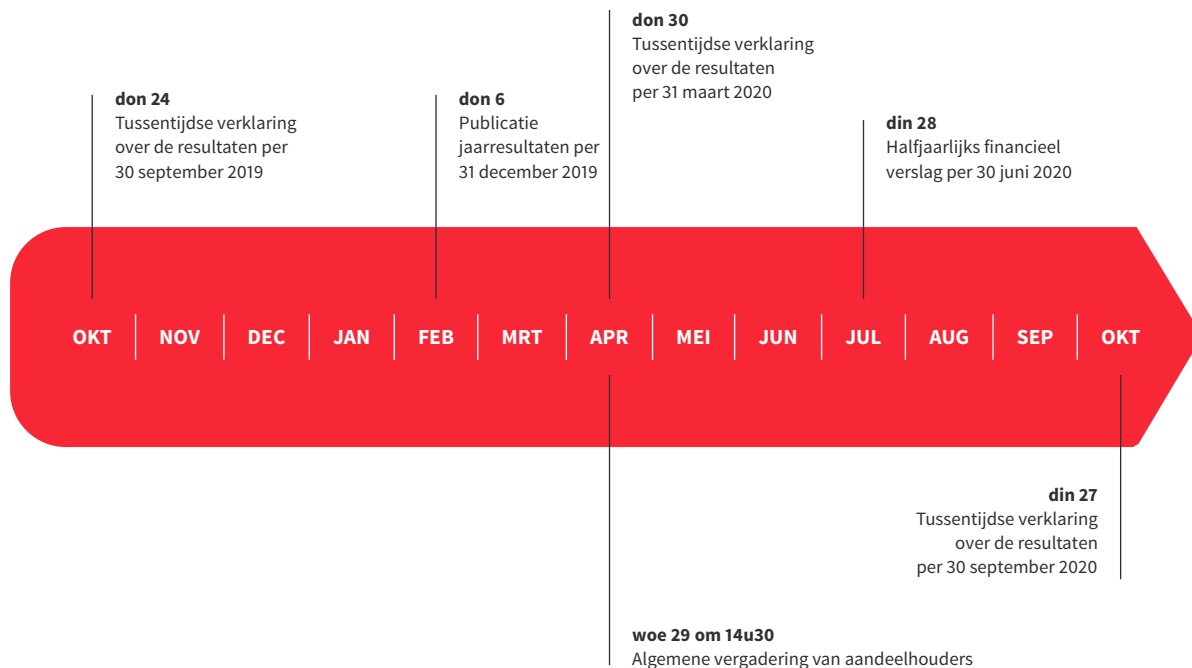 don 30
Tussentijdse verklaring
over de resultaten
per 31 maart 2020
don 24
Tussentijdse verklaring
over de resultaten per
30 september 2019
don 6
Publicatie
jaarresultaten per
31 december 2019
din 28
Halfjaarlijks financieel
verslag per 30 juni 2020
OKT NOV DEC JAN FEB MRT APR MEI JUN JUL AUG SEP OKT
din 27
Tussentijdse verklaring
over de resultaten
per 30 september 2020
woe 29 om 14u30
Algemene vergadering van aandeelhouders